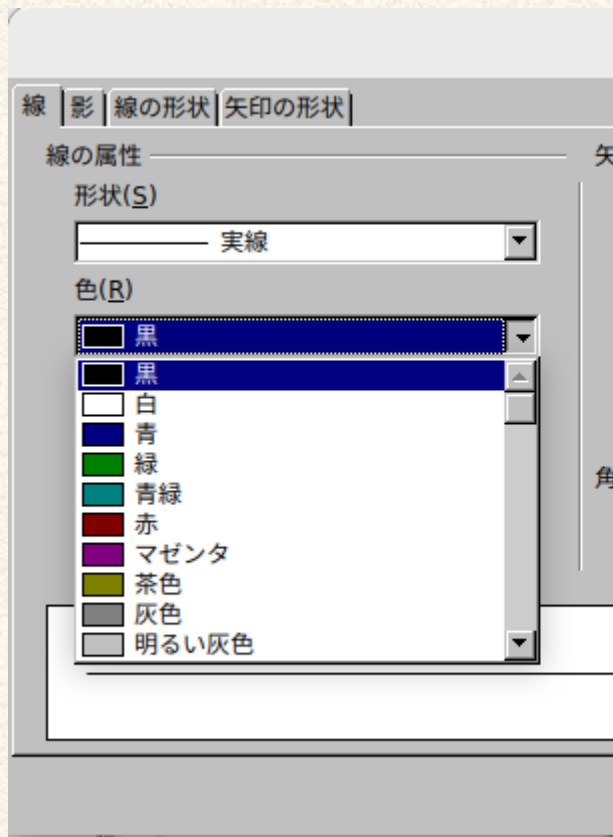 線 影 線の形状 矢印の形状
線の属性 矢
形状(S)
実線
色(R)
黒
黒
白
青
緑
青緑
赤
マゼンタ
茶色
灰色
明るい灰色
角